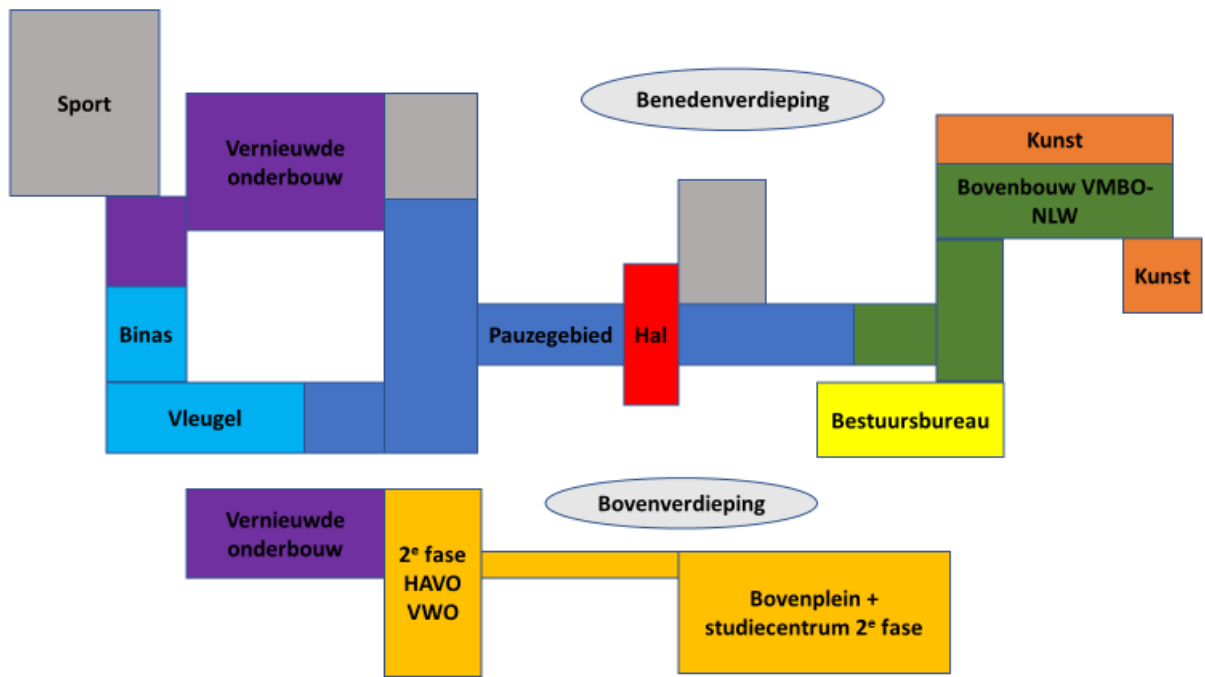 Sport
Benedenverdieping
Vernieuwde
onderbouw
Kunst
Bovenbouw VMBO-
NLW
Kunst
Binas
Pauzegebied
Hal
Vleugel
Bestuursbureau
Bovenverdieping
Vernieuwde
onderbouw
2e fase
HAVO
VWO
Bovenplein +
studiecentrum 2e fase